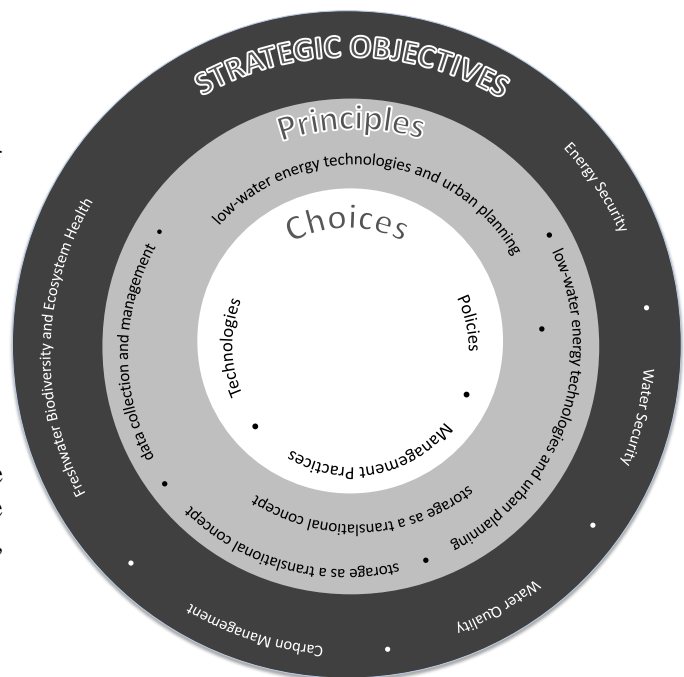 STRATEGIC OBJECTIVES
Energy Security
Water Security
Water Quality
Carbon Management
Freshwater Biodiversity and Ecosystem Health
Principles
low-water energy technologies and urban planning
low-water energy technologies and urban planning
storage as a translational concept
storage as a translational concept
data collection and management
Choices
Policies
Management Practices
Technologies